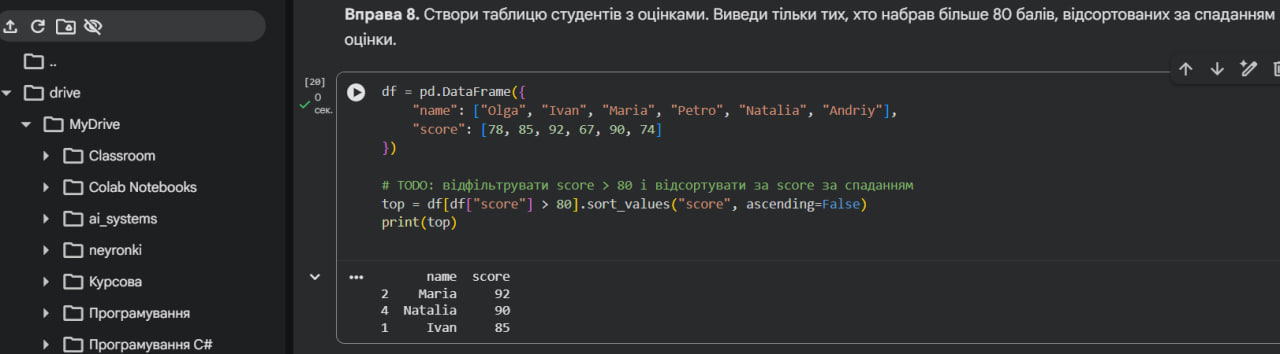 ..
drive
MyDrive
Classroom
Colab Notebooks
ai_systems
neyronki
Курсова
Програмування
Програмування C#
Вправа 8. Створи таблицю студентів з оцінками. Виведи тільки тих, хто набрав більше 80 балів, відсортованих за спаданням
оцінки.
[20]
0
сек.
df = pd.DataFrame({
    "name": ["Olga", "Ivan", "Maria", "Petro", "Natalia", "Andriy"],
    "score": [78, 85, 92, 67, 90, 74]
})
# TODO: відфільтрувати score > 80 і відсортувати за score за спаданням
top = df[df["score"] > 80].sort_values("score", ascending=False)
print(top)
name score
2 Maria 92
4 Natalia 90
1 Ivan 85